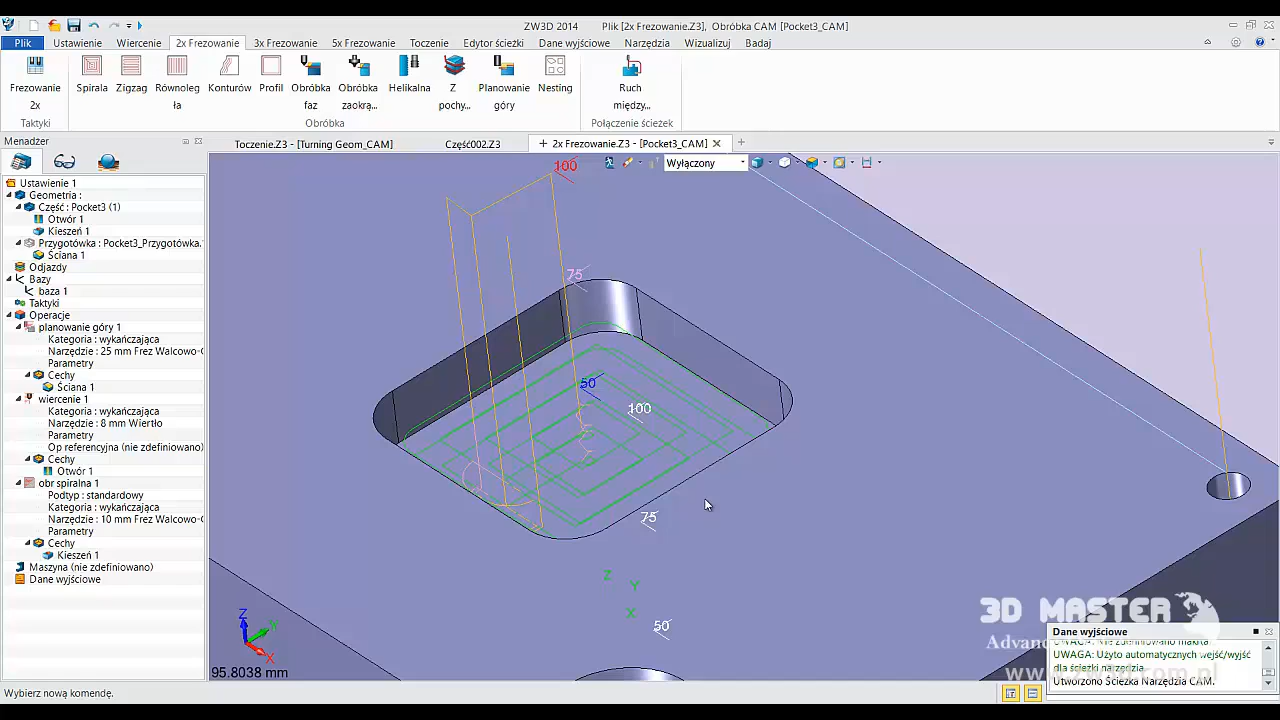 ZW3D 2014 Plik [2x Frezowanie.Z3], Obróbka CAM [Pocket3_CAM]
Plik Ustawienie Wiercenie 2x Frezowanie 3x Frezowanie 5x Frezowanie Toczenie Edytor ścieżki Dane wyjściowe Narzędzia Wizualizuj Badaj
Frezowanie 2x Spirala Zigzag Równoleg ła Konturów Profil Obróbka faz Obróbka zaokrą... Helikalna Z pochy... Planowanie góry Nesting Ruch między...
Taktyki Obróbka Połączenie ścieżek
Menadżer
Toczenie.Z3 - [Turning Geom_CAM] Część002.Z3 2x Frezowanie.Z3 - [Pocket3_CAM]
Wyłączony
Ustawienie 1
Geometria :
Część : Pocket3 (1)
Otwór 1
Kieszeń 1
Przygotówka : Pocket3_Przygotówka.
Ściana 1
Odjazdy
Bazy
baza 1
Taktyki
Operacje
planowanie góry 1
Kategoria : wykańczająca
Narzędzie : 25 mm Frez Walcowo-C
Parametry
Cechy
Ściana 1
wiercenie 1
Kategoria : wykańczająca
Narzędzie : 8 mm Wiertło
Parametry
Op referencyjna (nie zdefiniowano)
Cechy
Otwór 1
obr spiralna 1
Podtyp : standardowy
Kategoria : wykańczająca
Narzędzie : 10 mm Frez Walcowo-C
Parametry
Cechy
Kieszeń 1
Maszyna (nie zdefiniowano)
Dane wyjściowe
100
75
50
100
75
50
Z
Y
X
Z
Y
X
95.8038 mm
3D MASTER
Dane wyjściowe
UWAGA: Użyto automatycznych wejść/wyjść
dla ścieżki narzędzia
Utworzono Ścieżka Narzędzia CAM.
Wybierz nową komendę.